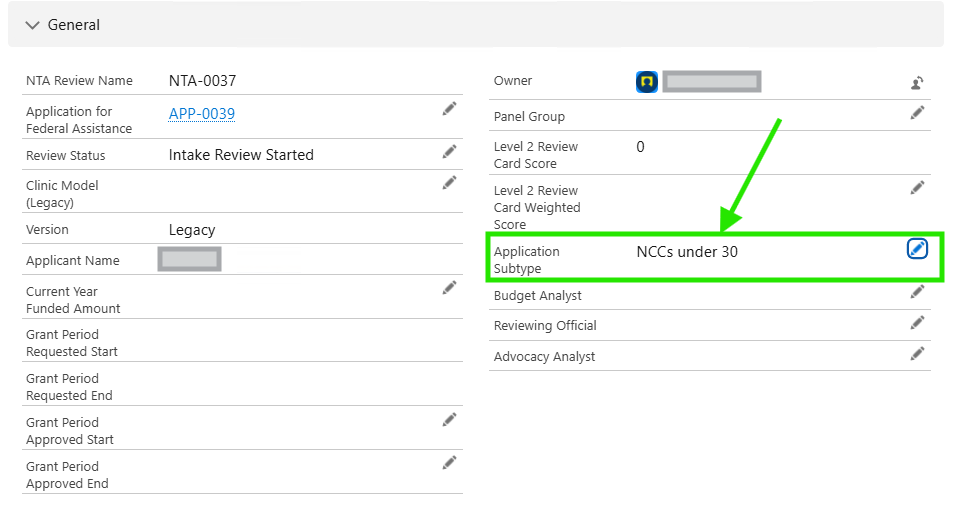 General
NTA Review Name
NTA-0037
Application for
Federal Assistance
APP-0039
Review Status
Intake Review Started
Clinic Model
(Legacy)
Version
Legacy
Applicant Name
Current Year
Funded Amount
Grant Period
Requested Start
Grant Period
Requested End
Grant Period
Approved Start
Grant Period
Approved End
Owner
Panel Group
Level 2 Review
Card Score
0
Level 2 Review
Card Weighted
Score
Application
Subtype
NCCs under 30
Budget Analyst
Reviewing Official
Advocacy Analyst